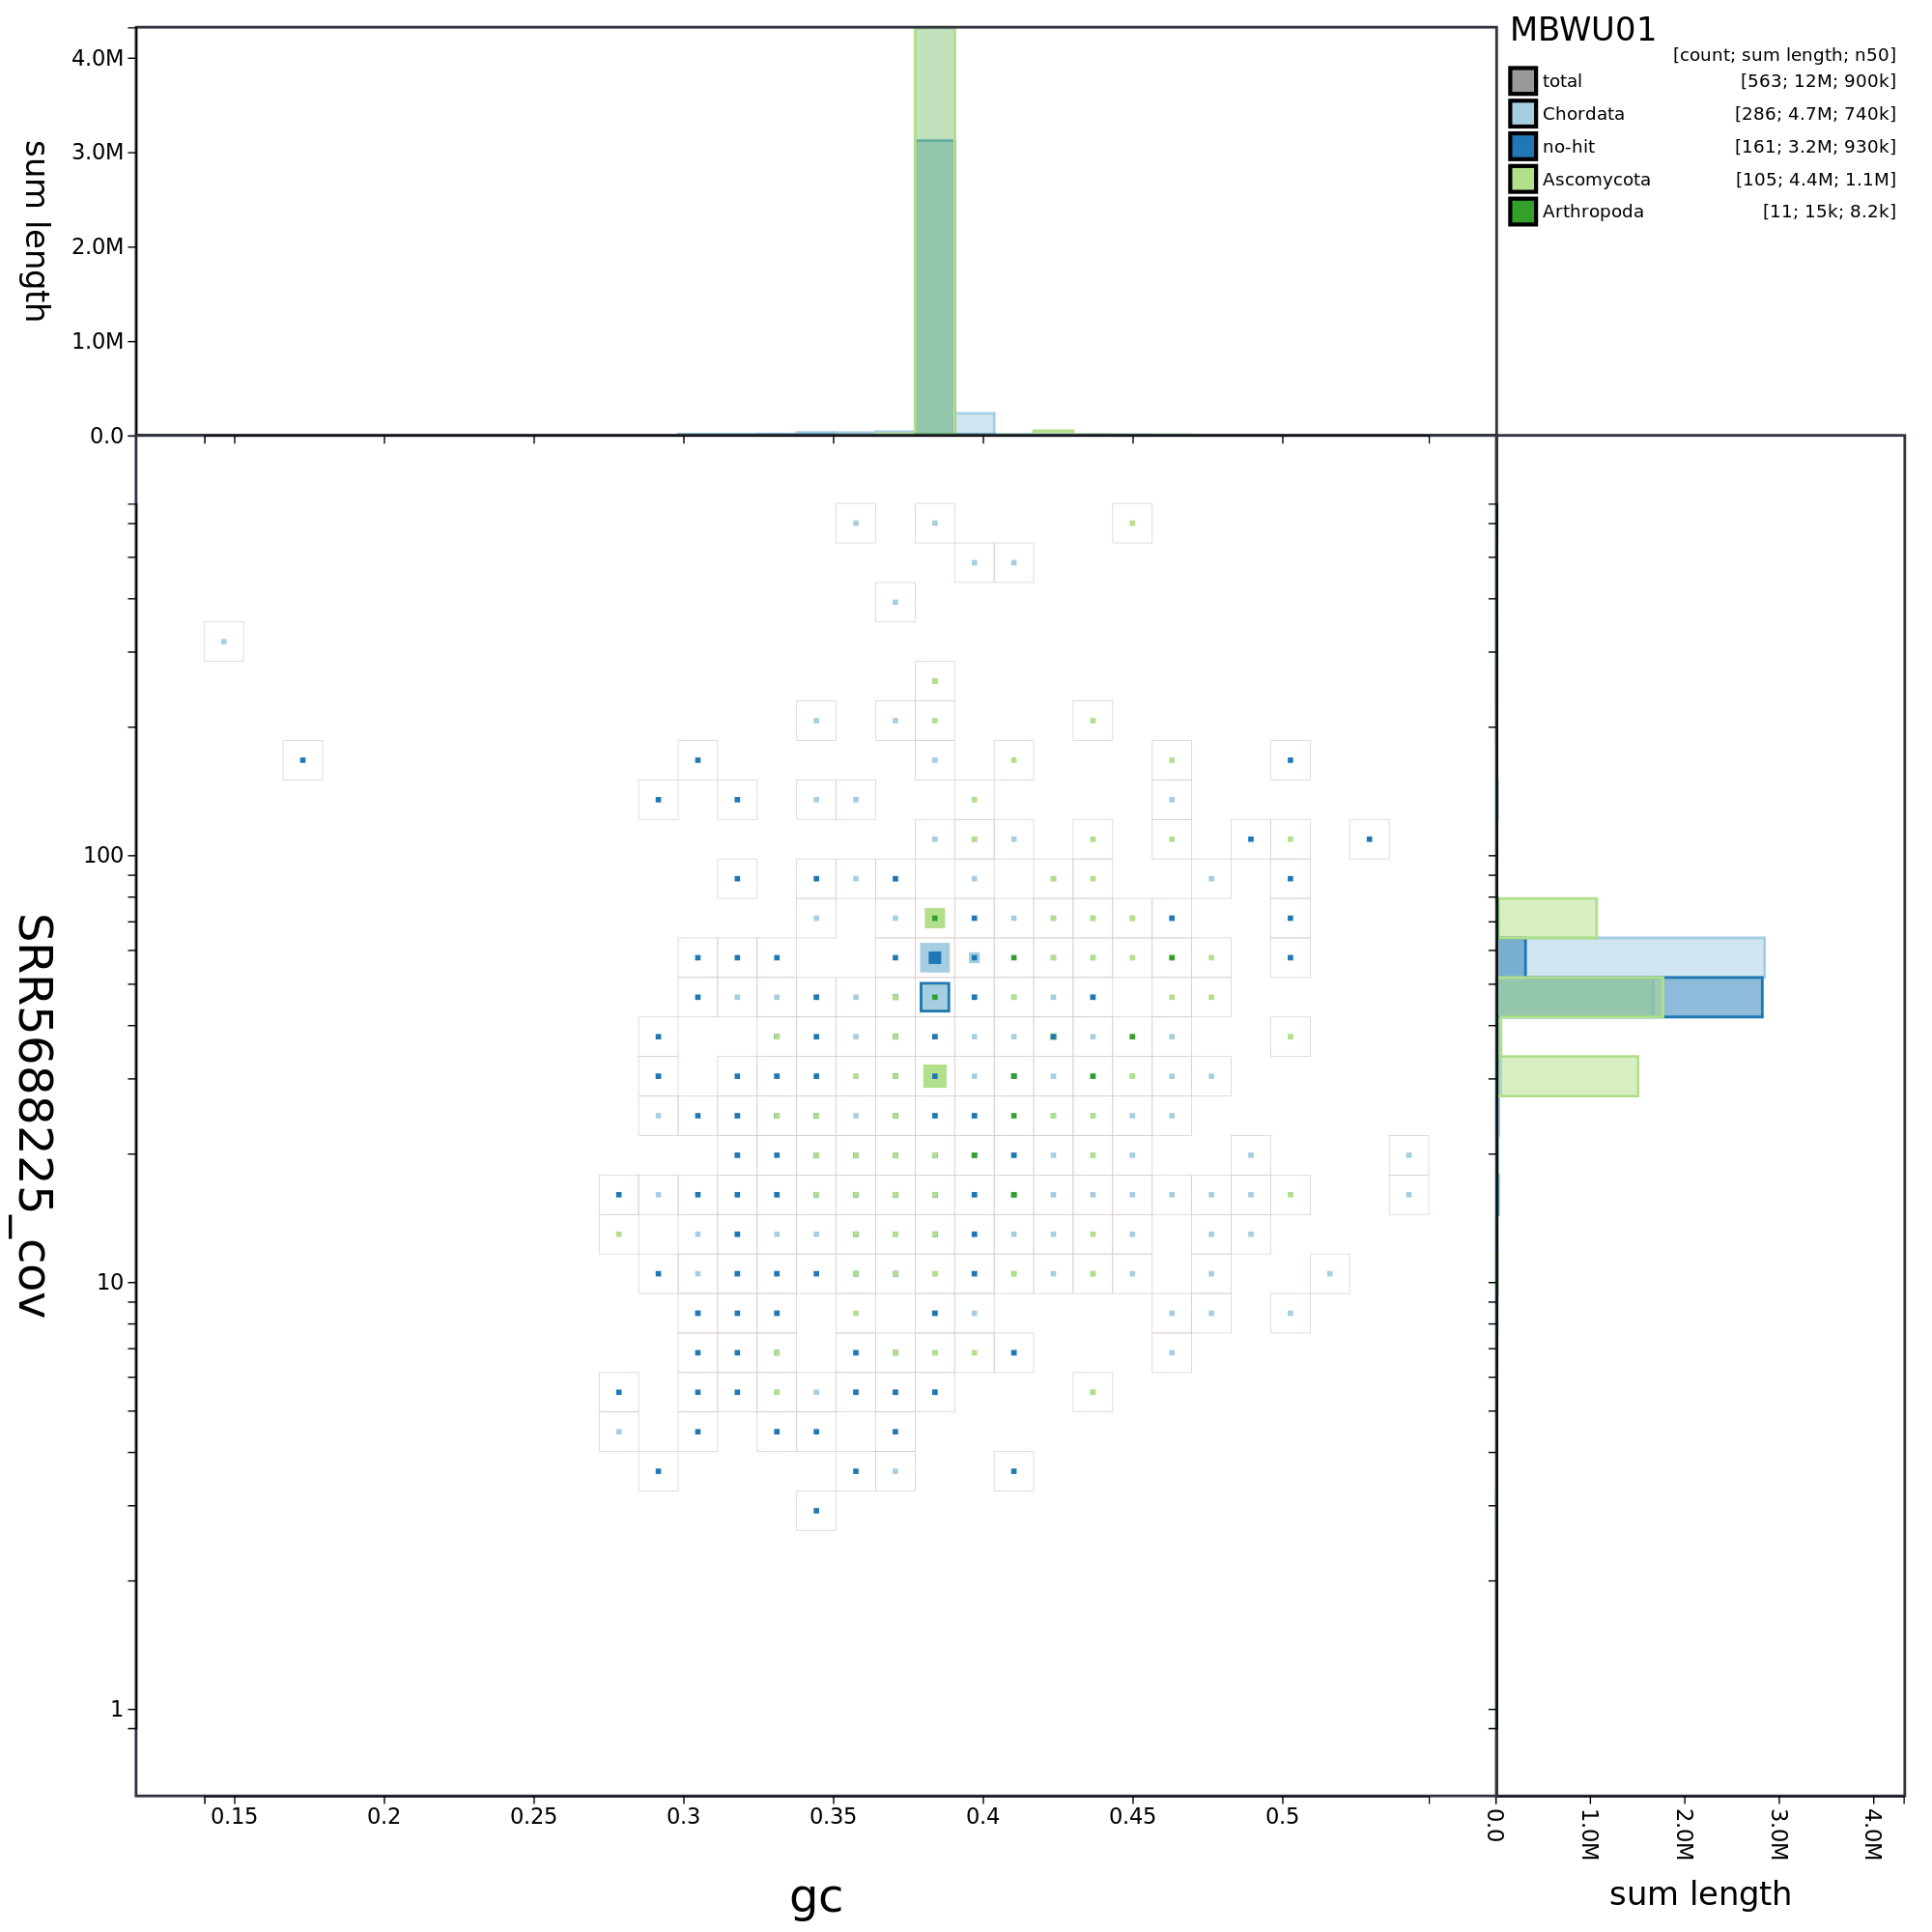 MBWU01
[count; sum length; n50]
total [563; 12M; 900k]
Chordata [286; 4.7M; 740k]
no-hit [161; 3.2M; 930k]
Ascomycota [105; 4.4M; 1.1M]
Arthropoda [11; 15k; 8.2k]
sum length
4.0M
3.0M
2.0M
1.0M
0.0
SRR5688225_cov
100
10
1
0.15 0.2 0.25 0.3 0.35 0.4 0.45 0.5
gc
0.0 1.0M 2.0M 3.0M 4.0M
sum length